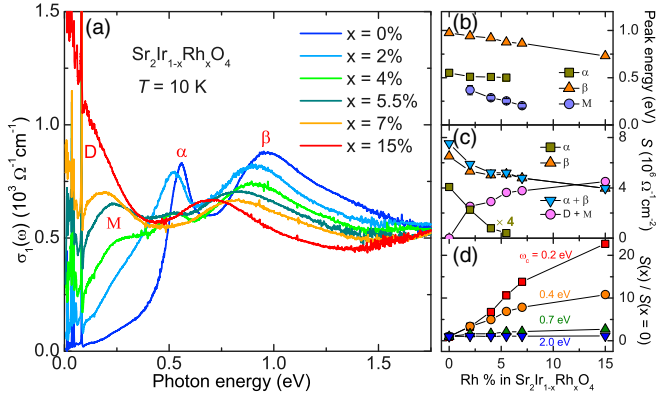 (a)
Sr₂Ir₁₋ₓRhₓO₄
T = 10 K
x = 0%
x = 2%
x = 4%
x = 5.5%
x = 7%
x = 15%
D
M
α
β
1.5
1.0
0.5
0.0
σ₁(ω) (10³ Ω⁻¹cm⁻¹)
0.0 0.5 1.0 1.5
Photon energy (eV)
(b)
α
β
M
1.0
0.5
0.0
Peak energy (eV)
(c)
α
β
α + β
D + M
× 4
8
4
0
S (10⁶ Ω⁻¹cm⁻²)
(d)
ω꜀ = 0.2 eV
0.4 eV
0.7 eV
2.0 eV
20
10
0
S(x) / S(x = 0)
0 5 10 15
Rh % in Sr₂Ir₁₋ₓRhₓO₄